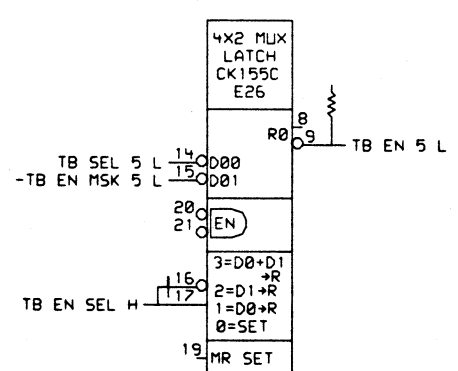 4X2 MUX
LATCH
CK155C
E26
8
R0 9
TB EN 5 L
TB SEL 5 L 14 D00
-TB EN MSK 5 L 15 D01
20
21 EN
3=D0+D1
→R
16 2=D1→R
17 1=D0→R
TB EN SEL H
0=SET
19 MR SET